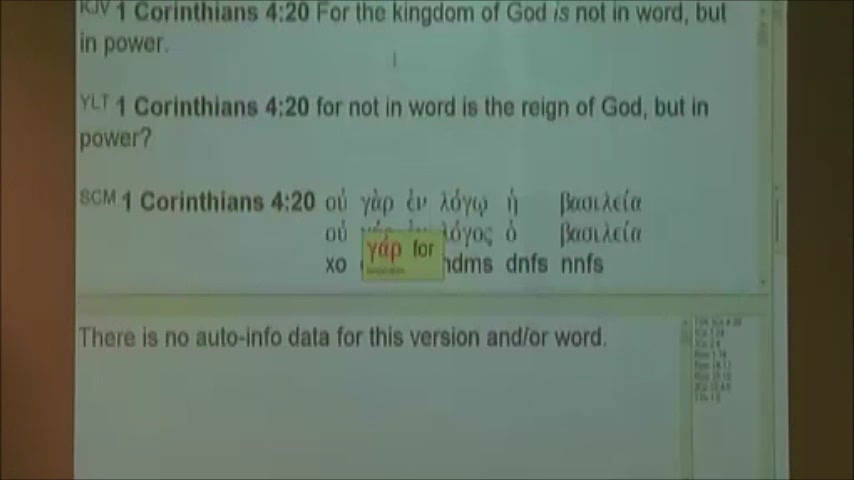 KJV 1 Corinthians 4:20 For the kingdom of God is not in word, but
in power.
YLT 1 Corinthians 4:20 for not in word is the reign of God, but in
power?
SCM 1 Corinthians 4:20 οὐ γὰρ ἐν λόγῳ ἡ βασιλεία
οὐ λόγος ὁ βασιλεία
γάρ for
xo ndms dnfs nnfs
There is no auto-info data for this version and/or word.